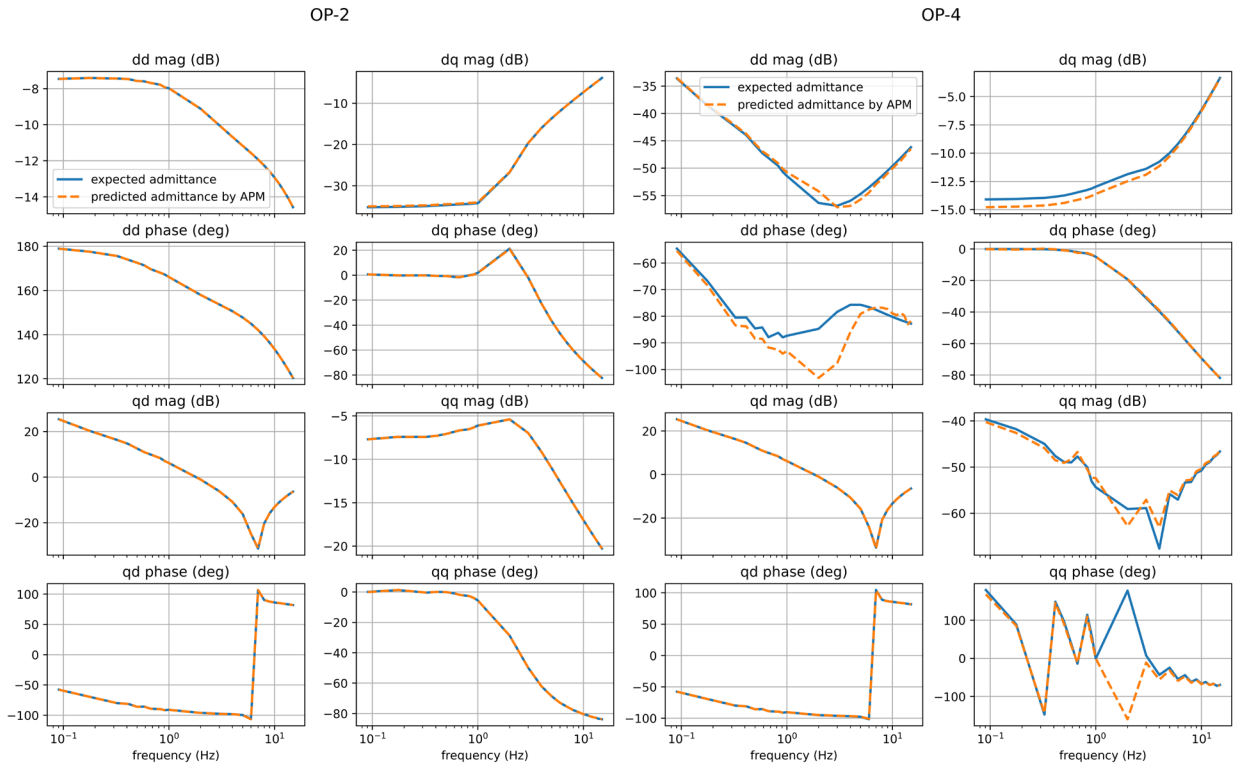 OP-2
OP-4
dd mag (dB)
dq mag (dB)
dd mag (dB)
dq mag (dB)
−8
−10
−12
−14
expected admittance
predicted admittance by APM
−10
−20
−30
−35
−40
−45
−50
−55
expected admittance
predicted admittance by APM
−5.0
−7.5
−10.0
−12.5
−15.0
dd phase (deg)
dq phase (deg)
dd phase (deg)
dq phase (deg)
180
160
140
120
20
0
−20
−40
−60
−80
−60
−70
−80
−90
−100
0
−20
−40
−60
−80
qd mag (dB)
qq mag (dB)
qd mag (dB)
qq mag (dB)
20
0
−20
−5
−10
−15
−20
20
0
−20
−40
−50
−60
qd phase (deg)
qq phase (deg)
qd phase (deg)
qq phase (deg)
100
50
0
−50
−100
0
−20
−40
−60
−80
100
50
0
−50
−100
100
0
−100
10⁻¹ 10⁰ 10¹
10⁻¹ 10⁰ 10¹
10⁻¹ 10⁰ 10¹
10⁻¹ 10⁰ 10¹
frequency (Hz)
frequency (Hz)
frequency (Hz)
frequency (Hz)